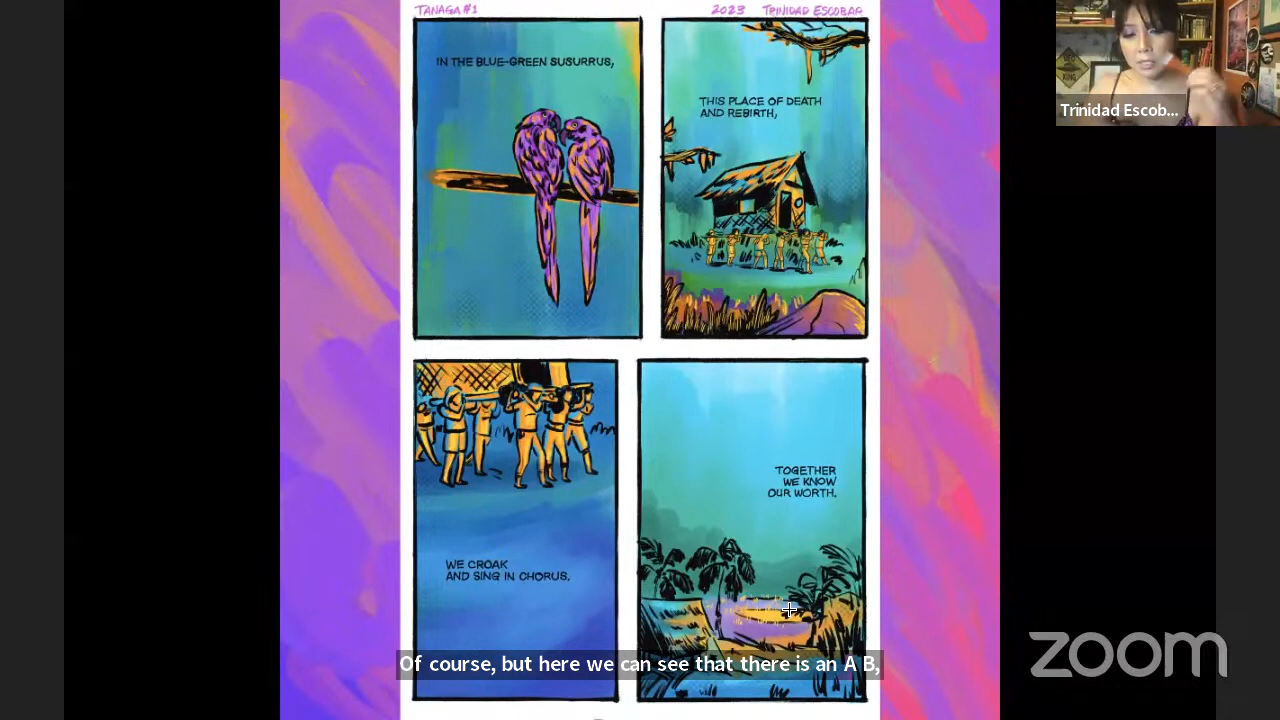 TANAGA #1
2023 TRINIDAD ESCOBAR
IN THE BLUE-GREEN SUSURRUS,
THIS PLACE OF DEATH
AND REBIRTH,
WE CROAK
AND SING IN CHORUS.
TOGETHER
WE KNOW
OUR WORTH.
Of course, but here we can see that there is an A B,
Trinidad Escob...
KING
zoom